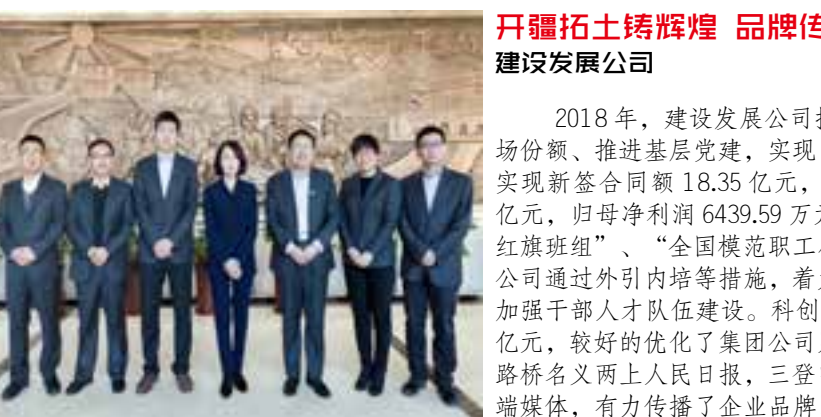 开疆拓土铸辉煌 品牌传
建设发展公司
2018 年，建设发展公司
场份额、推进基层党建，实现
实现新签合同额 18.35 亿元，
亿元，归母净利润 6439.59 万
红旗班组”、“全国模范职工
公司通过外引内培等措施，着
加强干部人才队伍建设。科创
亿元，较好的优化了集团公司
路桥名义两上人民日报，三登
端媒体，有力传播了企业品牌